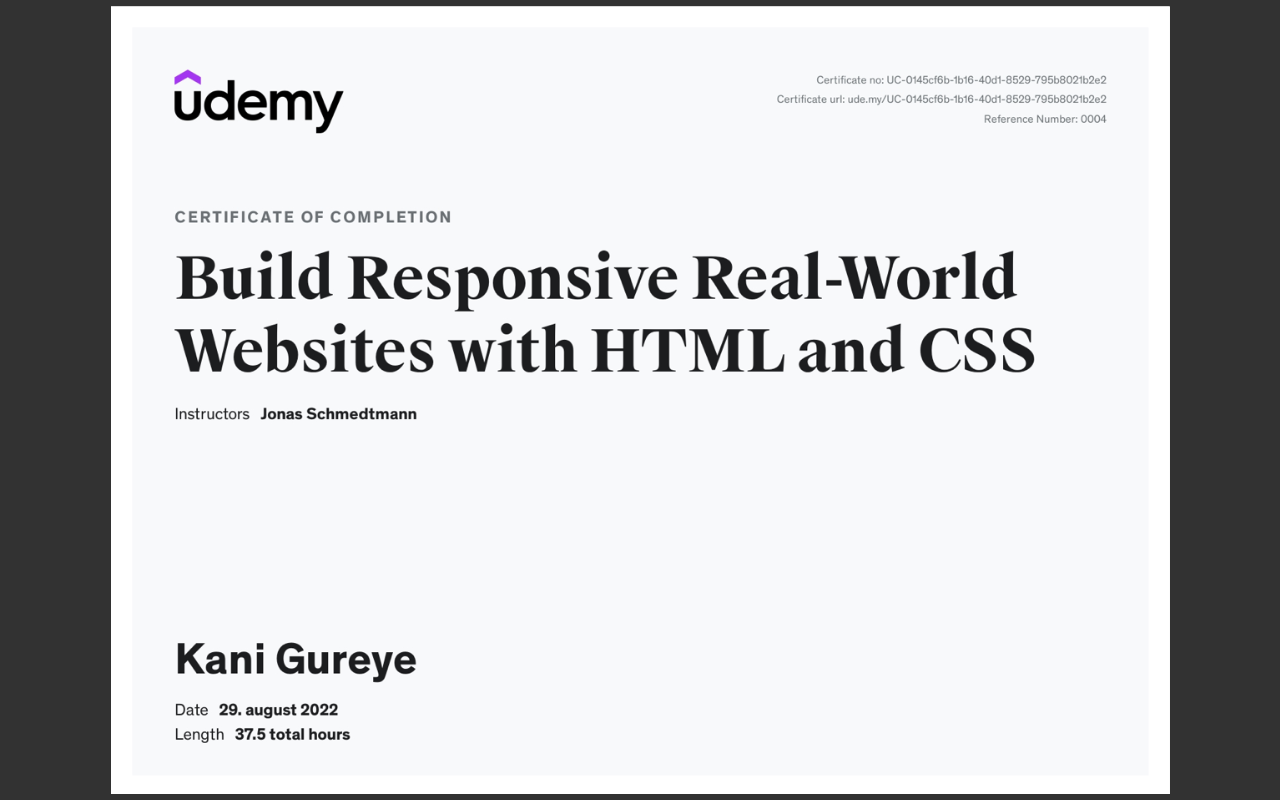 udemy
Certificate no: UC-0145cf6b-1b16-40d1-8529-795b8021b2e2
Certificate url: ude.my/UC-0145cf6b-1b16-40d1-8529-795b8021b2e2
Reference Number: 0004
CERTIFICATE OF COMPLETION
Build Responsive Real-World
Websites with HTML and CSS
Instructors Jonas Schmedtmann
Kani Gureye
Date 29. august 2022
Length 37.5 total hours